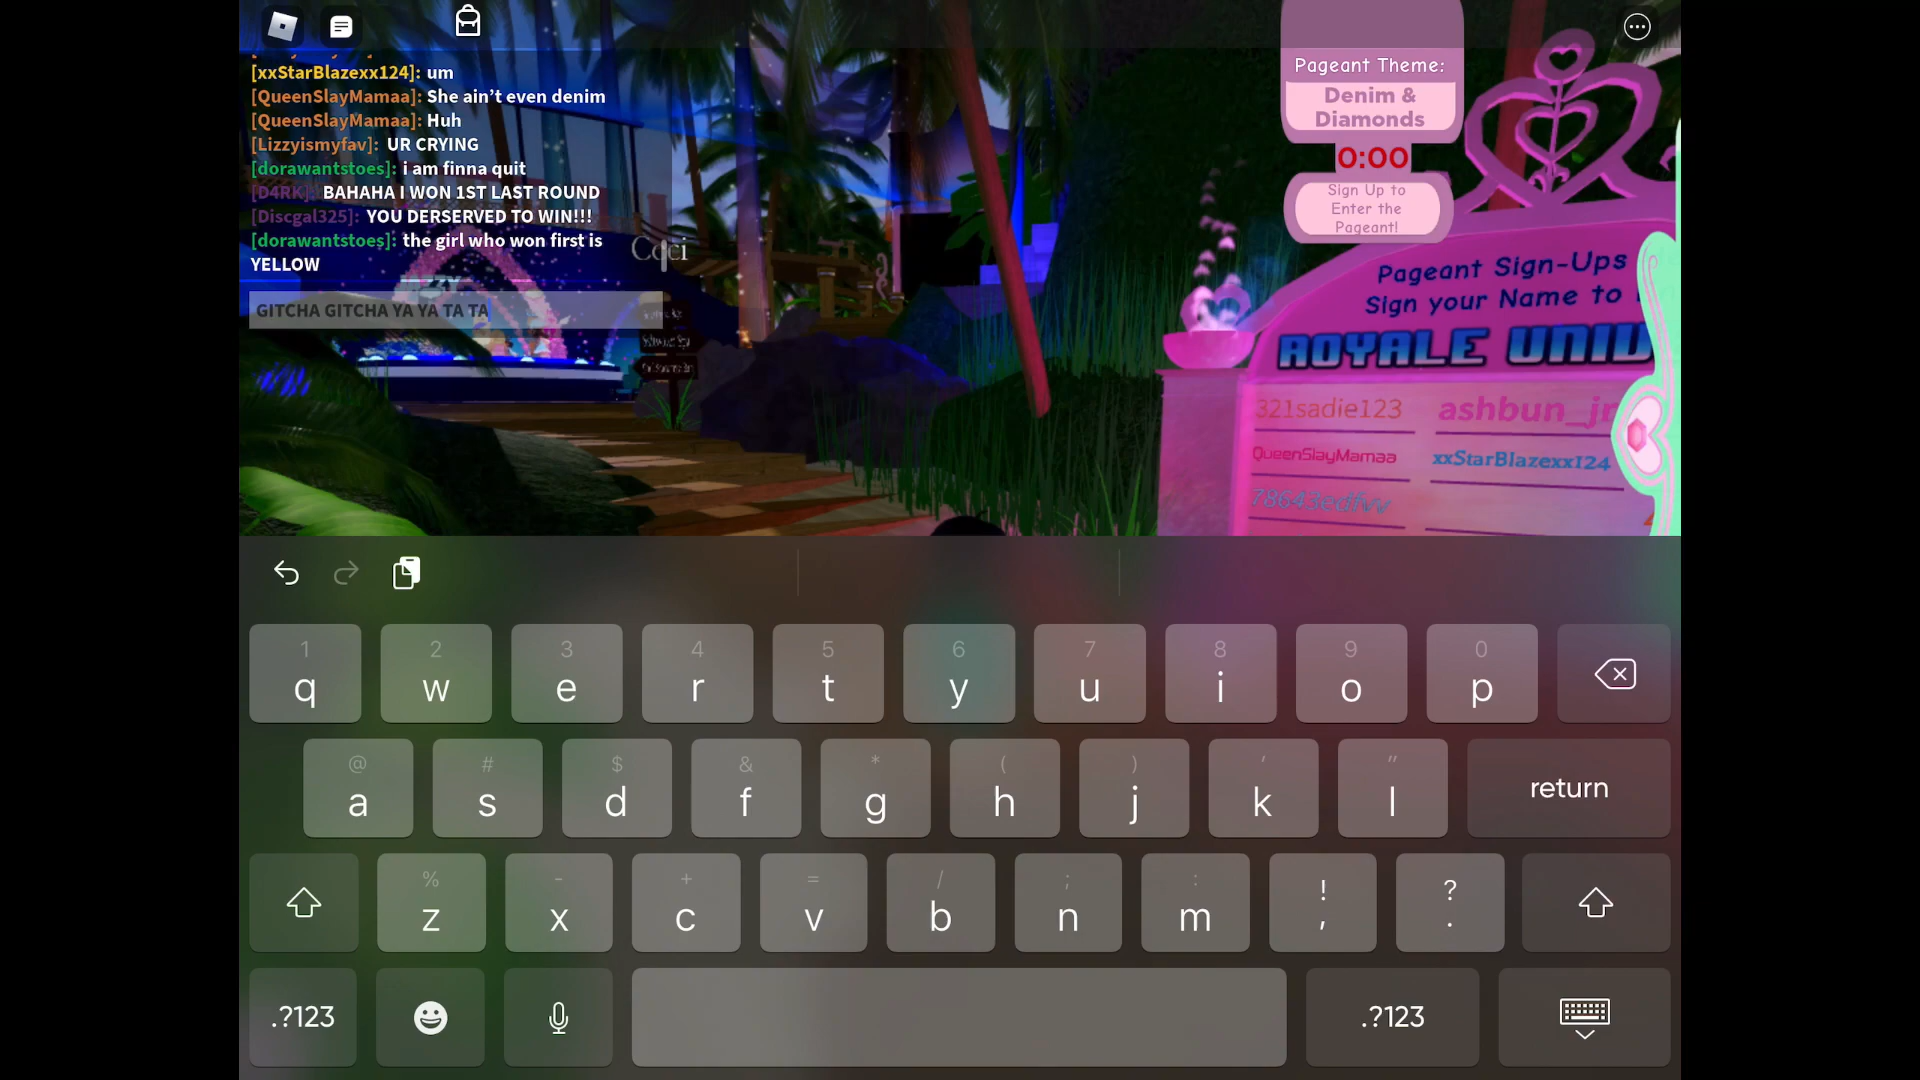 [xxStarBlazexx124]: um
[QueenSlayMamaa]: She ain’t even denim
[QueenSlayMamaa]: Huh
[Lizzyismyfav]: UR CRYING
[dorawantstoes]: i am finna quit
[D4RK]: BAHAHA I WON 1ST LAST ROUND
[Discgal325]: YOU DERSERVED TO WIN!!!
[dorawantstoes]: the girl who won first is
YELLOW
GITCHA GITCHA YA YA TA TA
Pageant Theme:
Denim &
Diamonds
0:00
Sign Up to
Enter the
Pageant!
Pageant Sign-Ups
Sign your Name to
ROYALE UNIV
321sadie123 ashbun_jr
QueenSlayMamaa xxStarBlazexx124
78643edfvv
1 2 3 4 5 6 7 8 9 0
q w e r t y u i o p
@ # $ & * ( ) ' "
a s d f g h j k l return
% - + = / ; : ! ?
z x c v b n m , .
.?123 .?123